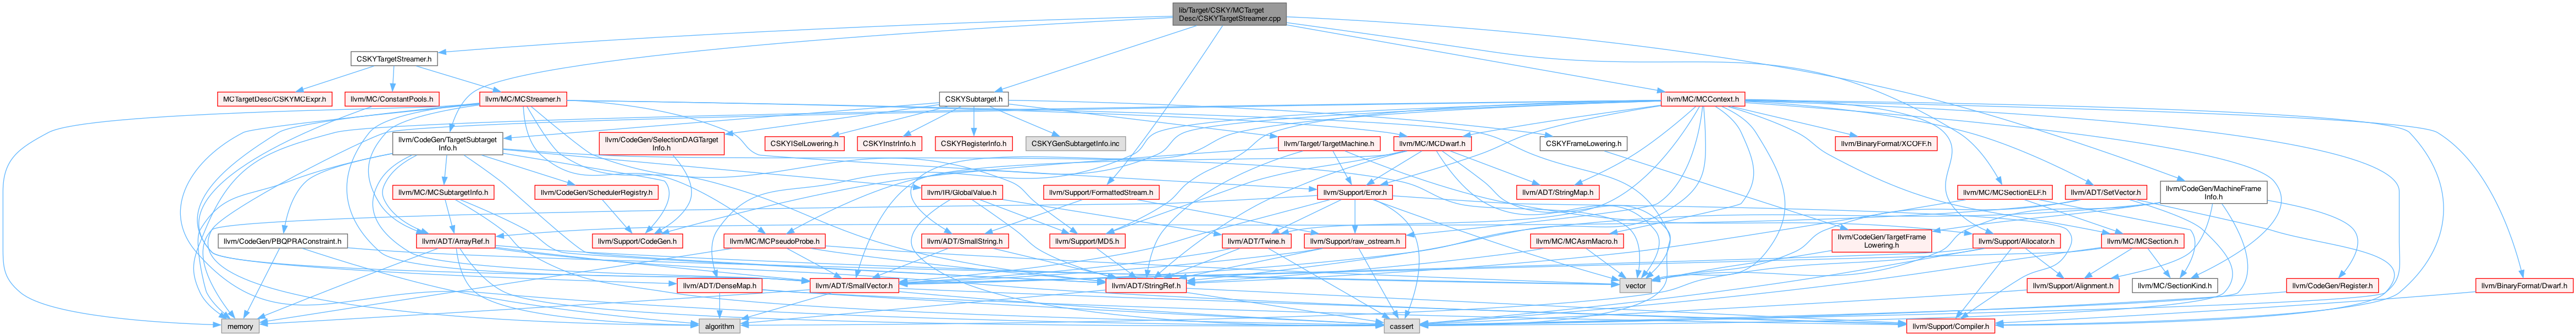 lib/Target/CSKY/MCTarget
Desc/CSKYTargetStreamer.cpp
CSKYTargetStreamer.h
MCTargetDesc/CSKYMCExpr.h
llvm/MC/ConstantPools.h
llvm/MC/MCStreamer.h
CSKYSubtarget.h
llvm/MC/MCContext.h
llvm/CodeGen/TargetSubtarget
Info.h
llvm/CodeGen/SelectionDAGTarget
Info.h
CSKYISelLowering.h
CSKYInstrInfo.h
CSKYRegisterInfo.h
CSKYGenSubtargetInfo.inc
llvm/Target/TargetMachine.h
llvm/MC/MCDwarf.h
CSKYFrameLowering.h
llvm/BinaryFormat/XCOFF.h
llvm/MC/MCSubtargetInfo.h
llvm/CodeGen/SchedulerRegistry.h
llvm/IR/GlobalValue.h
llvm/Support/FormattedStream.h
llvm/Support/Error.h
llvm/ADT/StringMap.h
llvm/MC/MCSectionELF.h
llvm/ADT/SetVector.h
llvm/CodeGen/MachineFrame
Info.h
llvm/CodeGen/PBQPRAConstraint.h
llvm/ADT/ArrayRef.h
llvm/Support/CodeGen.h
llvm/MC/MCPseudoProbe.h
llvm/ADT/SmallString.h
llvm/Support/MD5.h
llvm/ADT/Twine.h
llvm/Support/raw_ostream.h
llvm/MC/MCAsmMacro.h
llvm/CodeGen/TargetFrame
Lowering.h
llvm/Support/Allocator.h
llvm/MC/MCSection.h
llvm/ADT/DenseMap.h
llvm/ADT/SmallVector.h
llvm/ADT/StringRef.h
vector
llvm/Support/Alignment.h
llvm/MC/SectionKind.h
llvm/CodeGen/Register.h
llvm/BinaryFormat/Dwarf.h
memory
algorithm
cassert
llvm/Support/Compiler.h